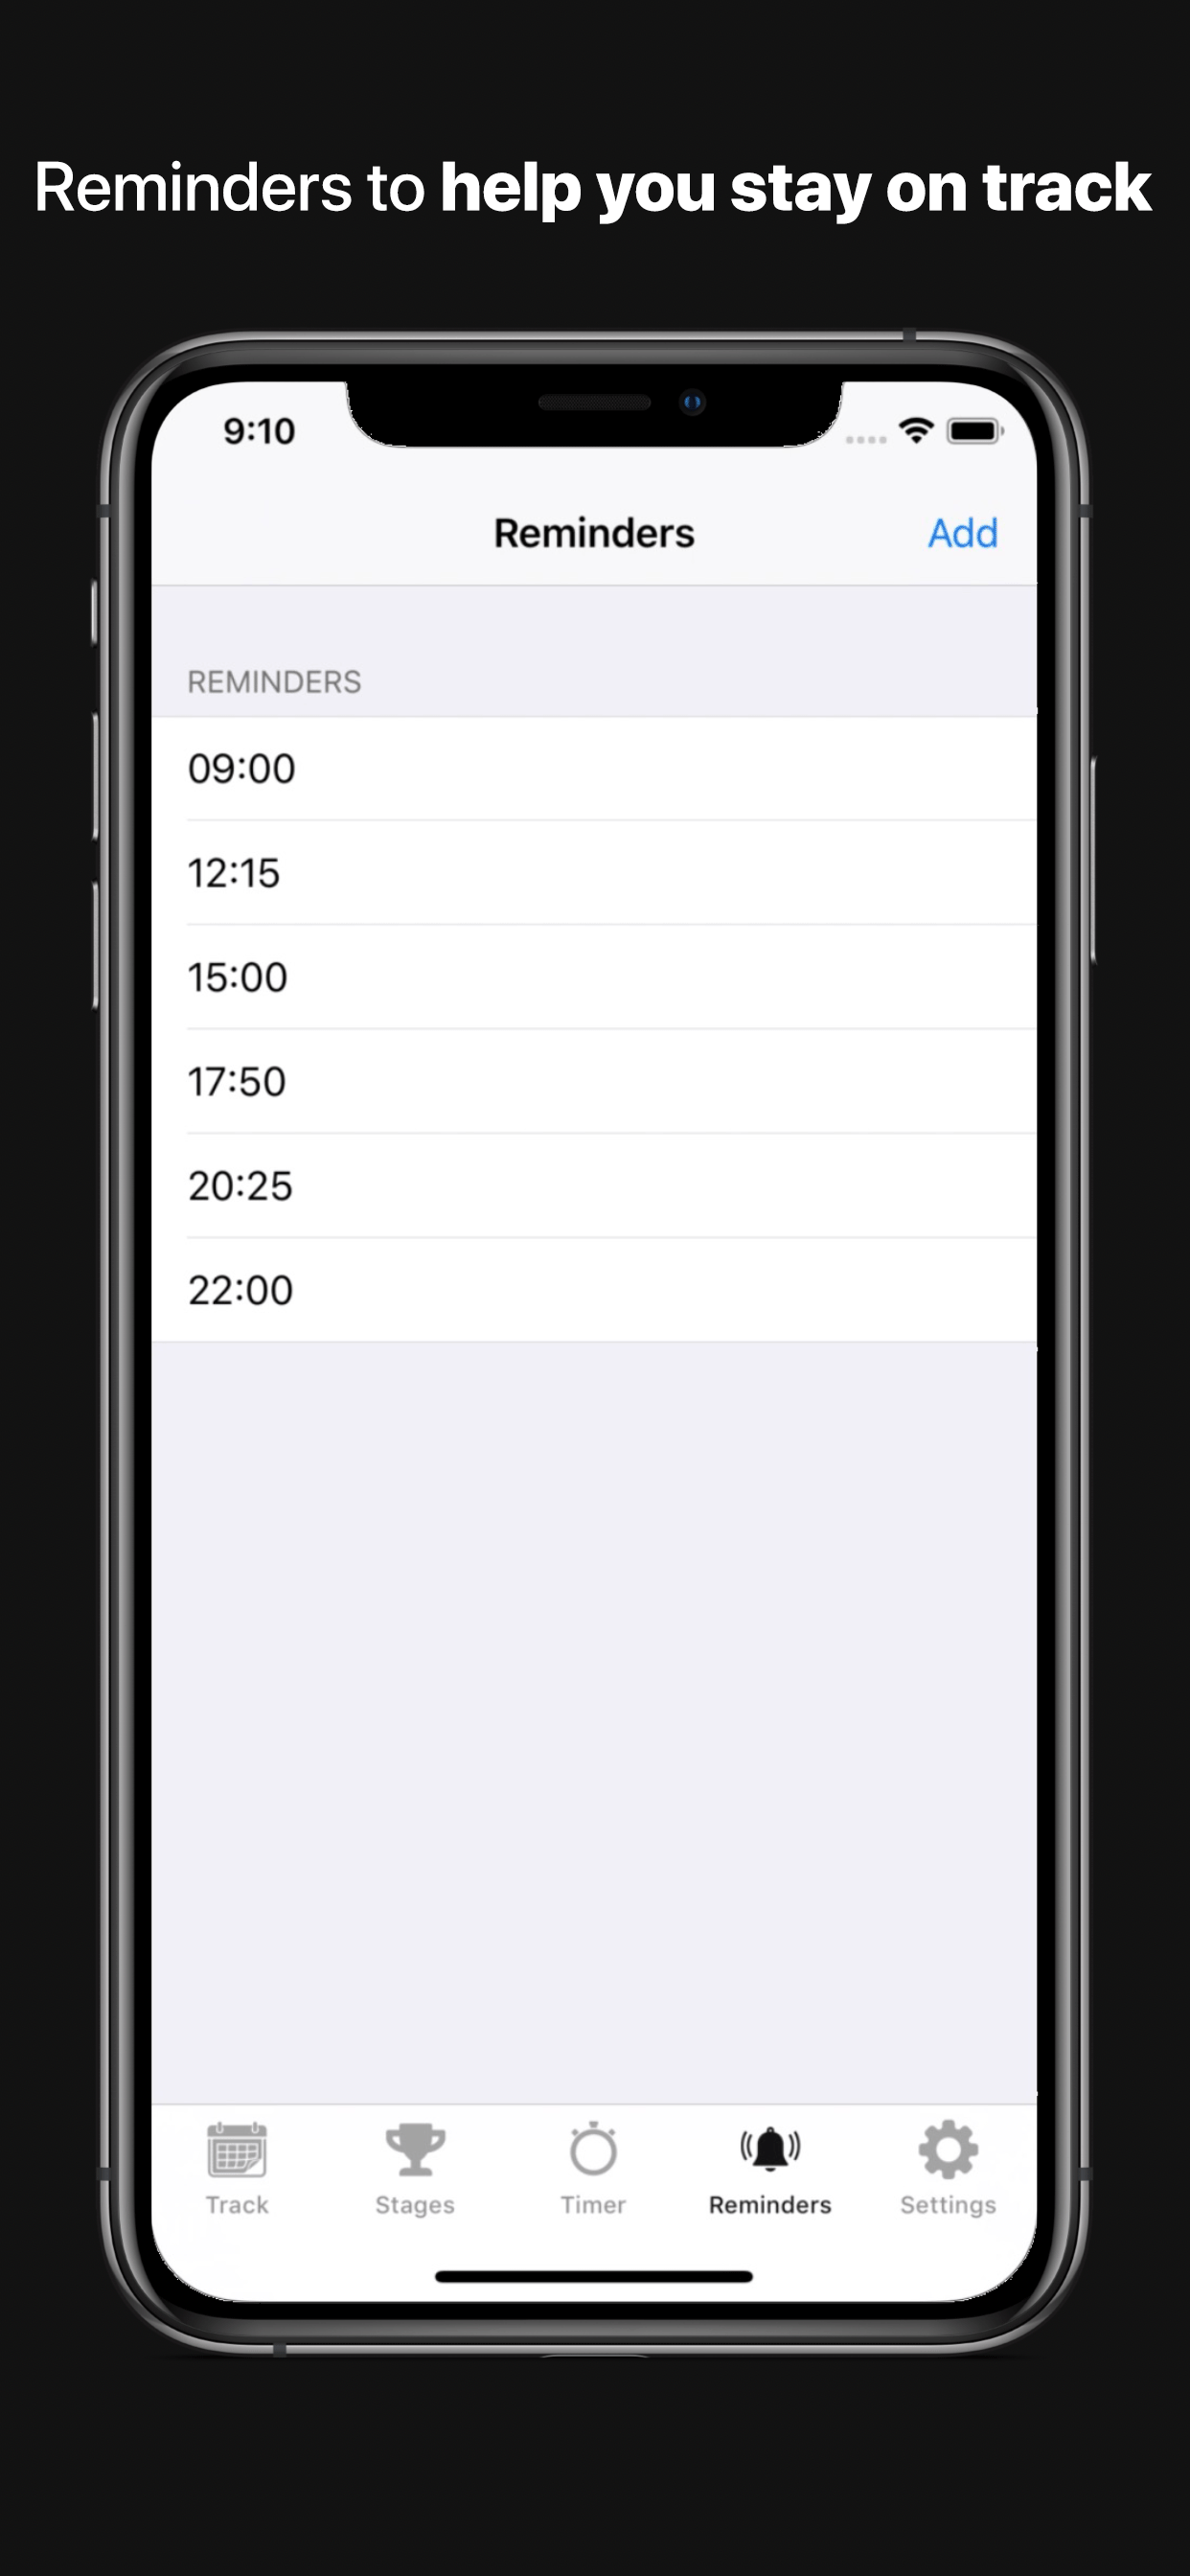 Reminders to help you stay on track
9:10
Reminders
Add
REMINDERS
09:00
12:15
15:00
17:50
20:25
22:00
Track
Stages
Timer
Reminders
Settings